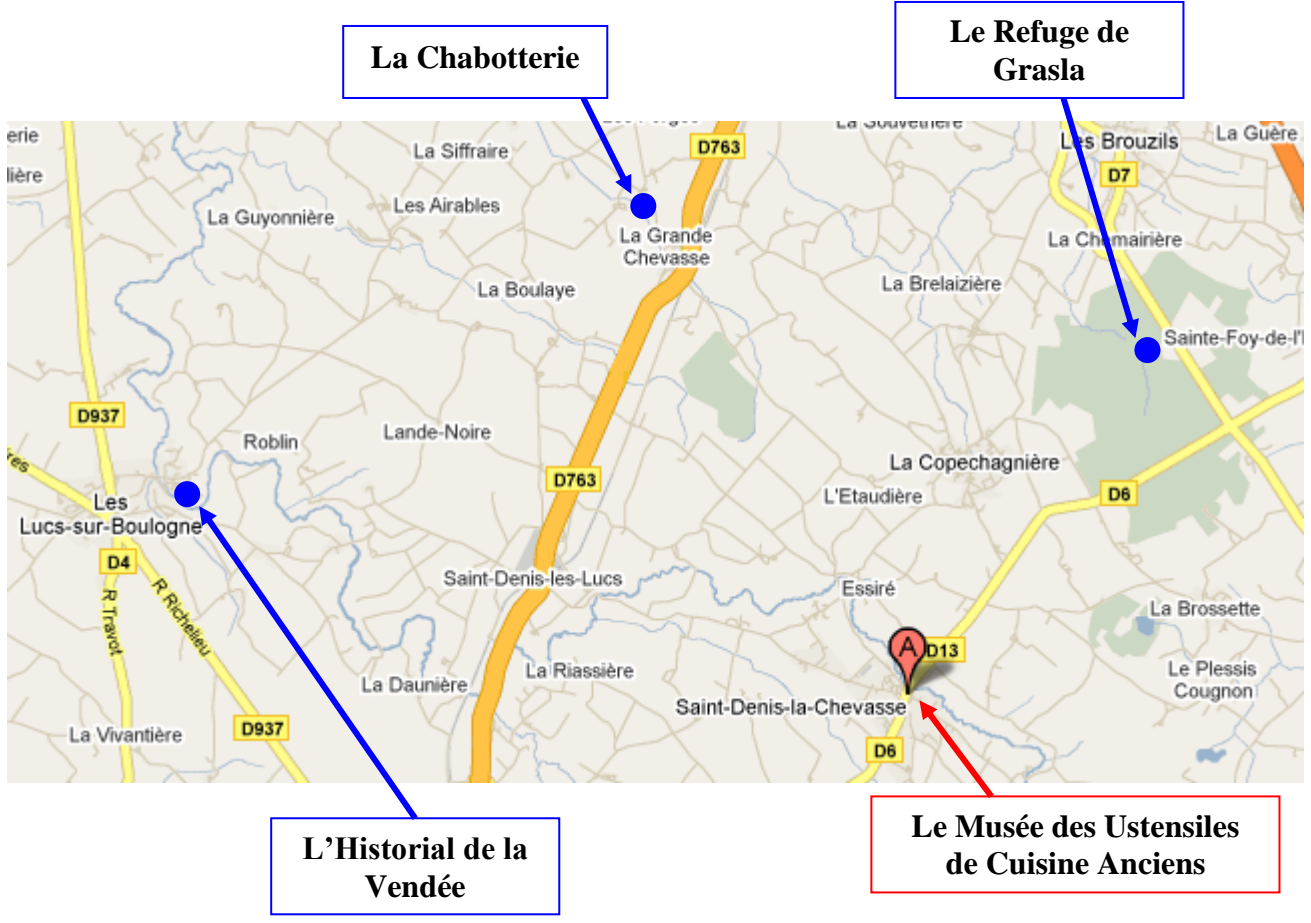 La Chabotterie
Le Refuge de
Grasla
erie
lière
La Siffraire
D763
La Guère
Les Brouzils
D7
La Guyonnière
Les Airables
La Grande
Chevasse
La Chemairière
La Boulaye
La Brelaizière
Sainte-Foy-de-l'
D937
Roblin
Lande-Noire
res
La Copechagnière
D763
D6
L'Etaudière
Les
Lucs-sur-Boulogne
D4
Saint-Denis-les-Lucs
Essiré
R Travot
R Richelieu
La Brossette
A
D13
La Riassière
La Daunière
Le Plessis
Cougnon
Saint-Denis-la-Chevasse
La Vivantière
D937
D6
L'Historial de la
Vendée
Le Musée des Ustensiles
de Cuisine Anciens